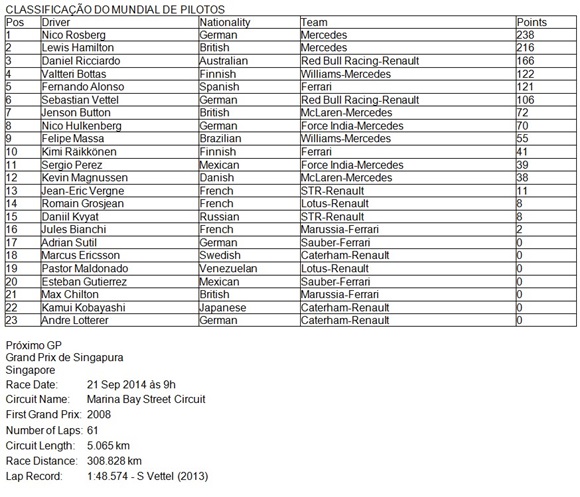 CLASSIFICAÇÃO DO MUNDIAL DE PILOTOS
Pos Driver Nationality Team Points
1 Nico Rosberg German Mercedes 238
2 Lewis Hamilton British Mercedes 216
3 Daniel Ricciardo Australian Red Bull Racing-Renault 166
4 Valtteri Bottas Finnish Williams-Mercedes 122
5 Fernando Alonso Spanish Ferrari 121
6 Sebastian Vettel German Red Bull Racing-Renault 106
7 Jenson Button British McLaren-Mercedes 72
8 Nico Hulkenberg German Force India-Mercedes 70
9 Felipe Massa Brazilian Williams-Mercedes 55
10 Kimi Räikkönen Finnish Ferrari 41
11 Sergio Perez Mexican Force India-Mercedes 39
12 Kevin Magnussen Danish McLaren-Mercedes 38
13 Jean-Eric Vergne French STR-Renault 11
14 Romain Grosjean French Lotus-Renault 8
15 Daniil Kvyat Russian STR-Renault 8
16 Jules Bianchi French Marussia-Ferrari 2
17 Adrian Sutil German Sauber-Ferrari 0
18 Marcus Ericsson Swedish Caterham-Renault 0
19 Pastor Maldonado Venezuelan Lotus-Renault 0
20 Esteban Gutierrez Mexican Sauber-Ferrari 0
21 Max Chilton British Marussia-Ferrari 0
22 Kamui Kobayashi Japanese Caterham-Renault 0
23 Andre Lotterer German Caterham-Renault 0
Próximo GP
Grand Prix de Singapura
Singapore
Race Date: 21 Sep 2014 às 9h
Circuit Name: Marina Bay Street Circuit
First Grand Prix: 2008
Number of Laps: 61
Circuit Length: 5.065 km
Race Distance: 308.828 km
Lap Record: 1:48.574 - S Vettel (2013)